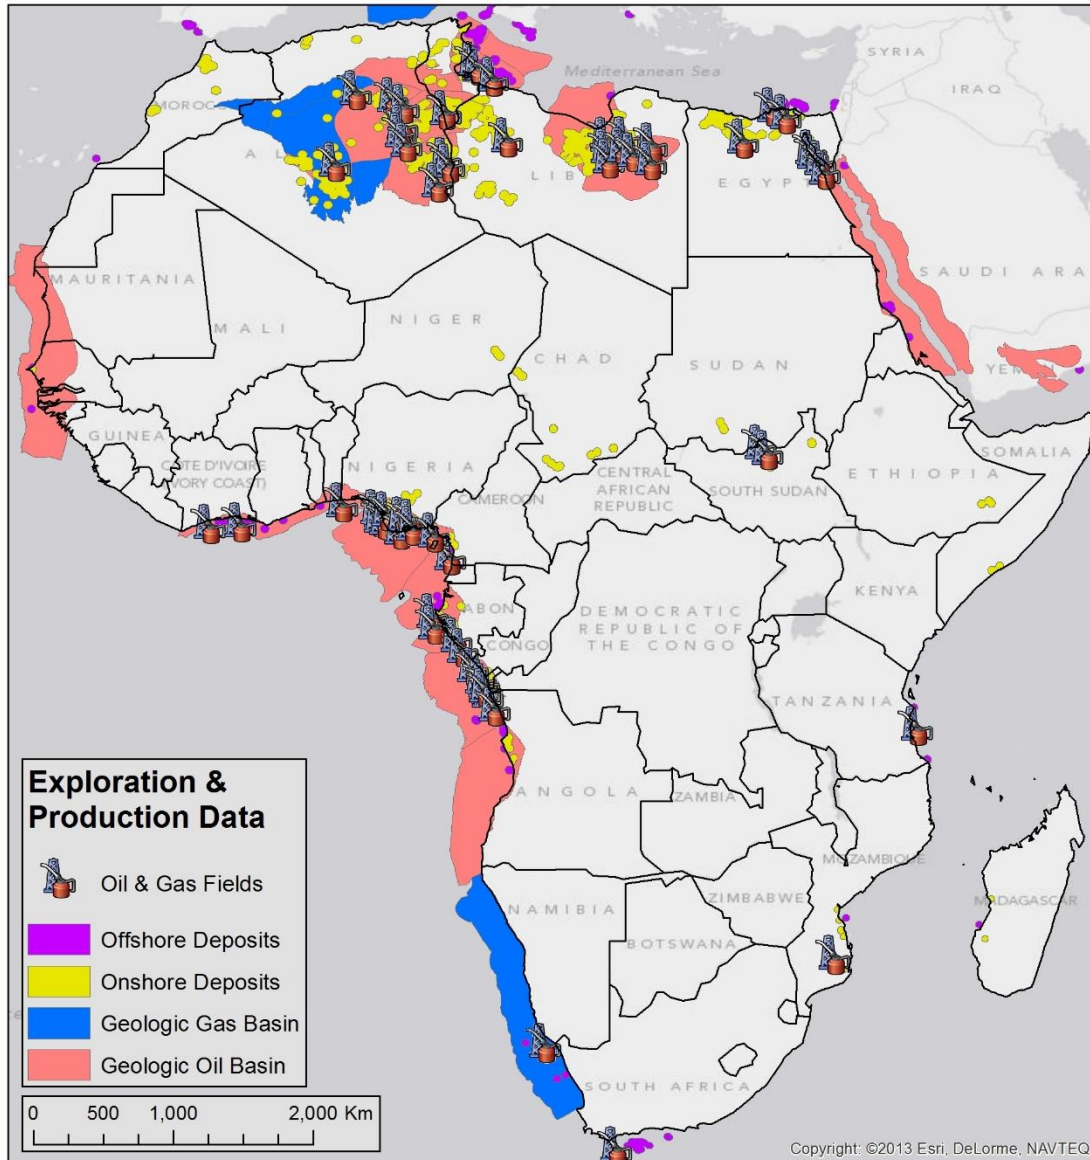 SYRIA
Mediterranean Sea
IRAQ
MOROC
AL
LIB
EGYPT
SAUDI ARA
MAURITANIA
MALI
NIGER
CHAD
SUDAN
YEMEN
GUINEA
COTE D'IVOIRE
(IVORY COAST)
NIGERIA
CAMEROON
CENTRAL
AFRICAN
REPUBLIC
SOUTH SUDAN
ETHIOPIA
SOMALIA
KENYA
ABON
CONGO
DEMOCRATIC
REPUBLIC OF
THE CONGO
TANZANIA
ANGOLA
ZAMBIA
MOZAMBIQUE
MADAGASCAR
NAMIBIA
ZIMBABWE
BOTSWANA
SOUTH AFRICA
Exploration &
Production Data
Oil & Gas Fields
Offshore Deposits
Onshore Deposits
Geologic Gas Basin
Geologic Oil Basin
0 500 1,000 2,000 Km
Copyright: ©2013 Esri, DeLorme, NAVTEQ